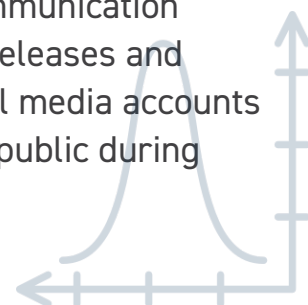 mmunication
eleases and
l media accounts
public during